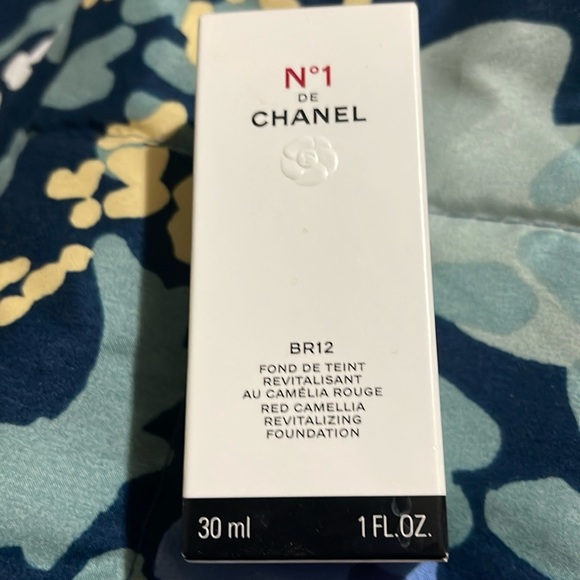 N°1
DE
CHANEL
BR12
FOND DE TEINT
REVITALISANT
AU CAMÉLIA ROUGE
RED CAMELLIA
REVITALIZING
FOUNDATION
30 ml 1 FL.OZ.